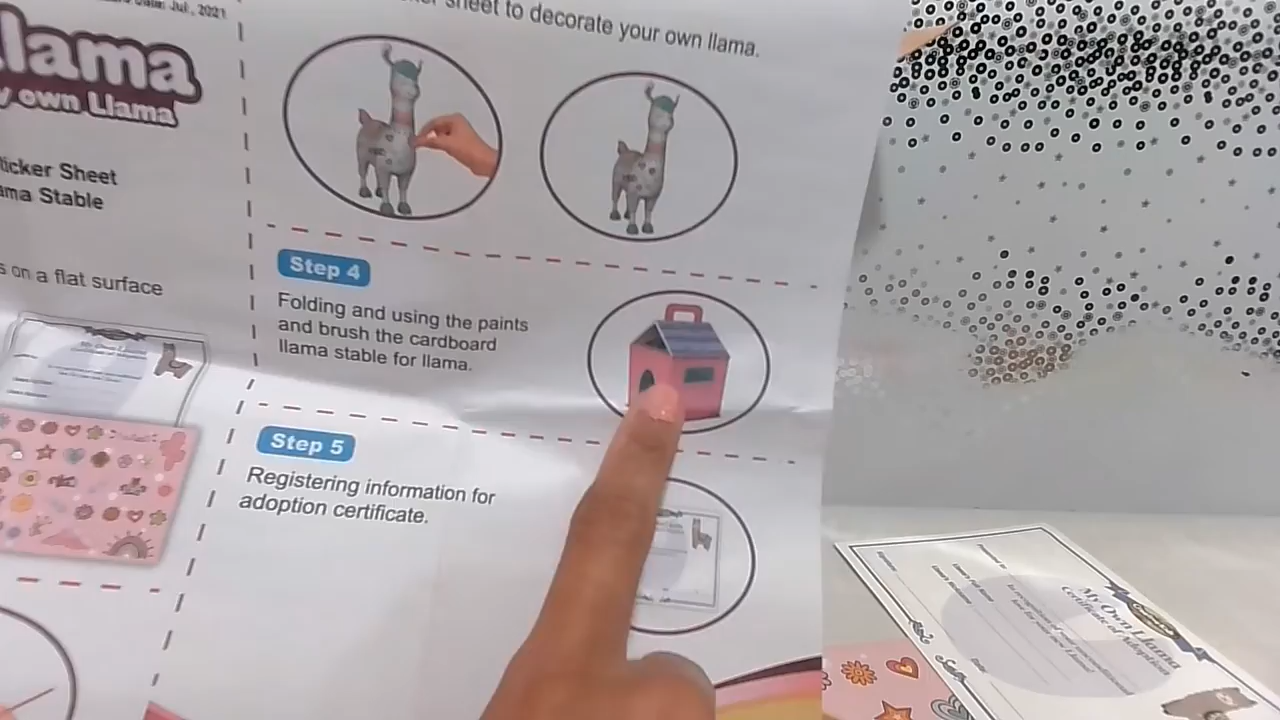 Jul, 2021
llama
own Llama
Sticker Sheet
Stable
on a flat surface
sheet to decorate your own llama.
Step 4
Folding and using the paints
and brush the cardboard
llama stable for llama.
Step 5
Registering information for
adoption certificate.
My Own Llama
Certificate of Adoption
Date: